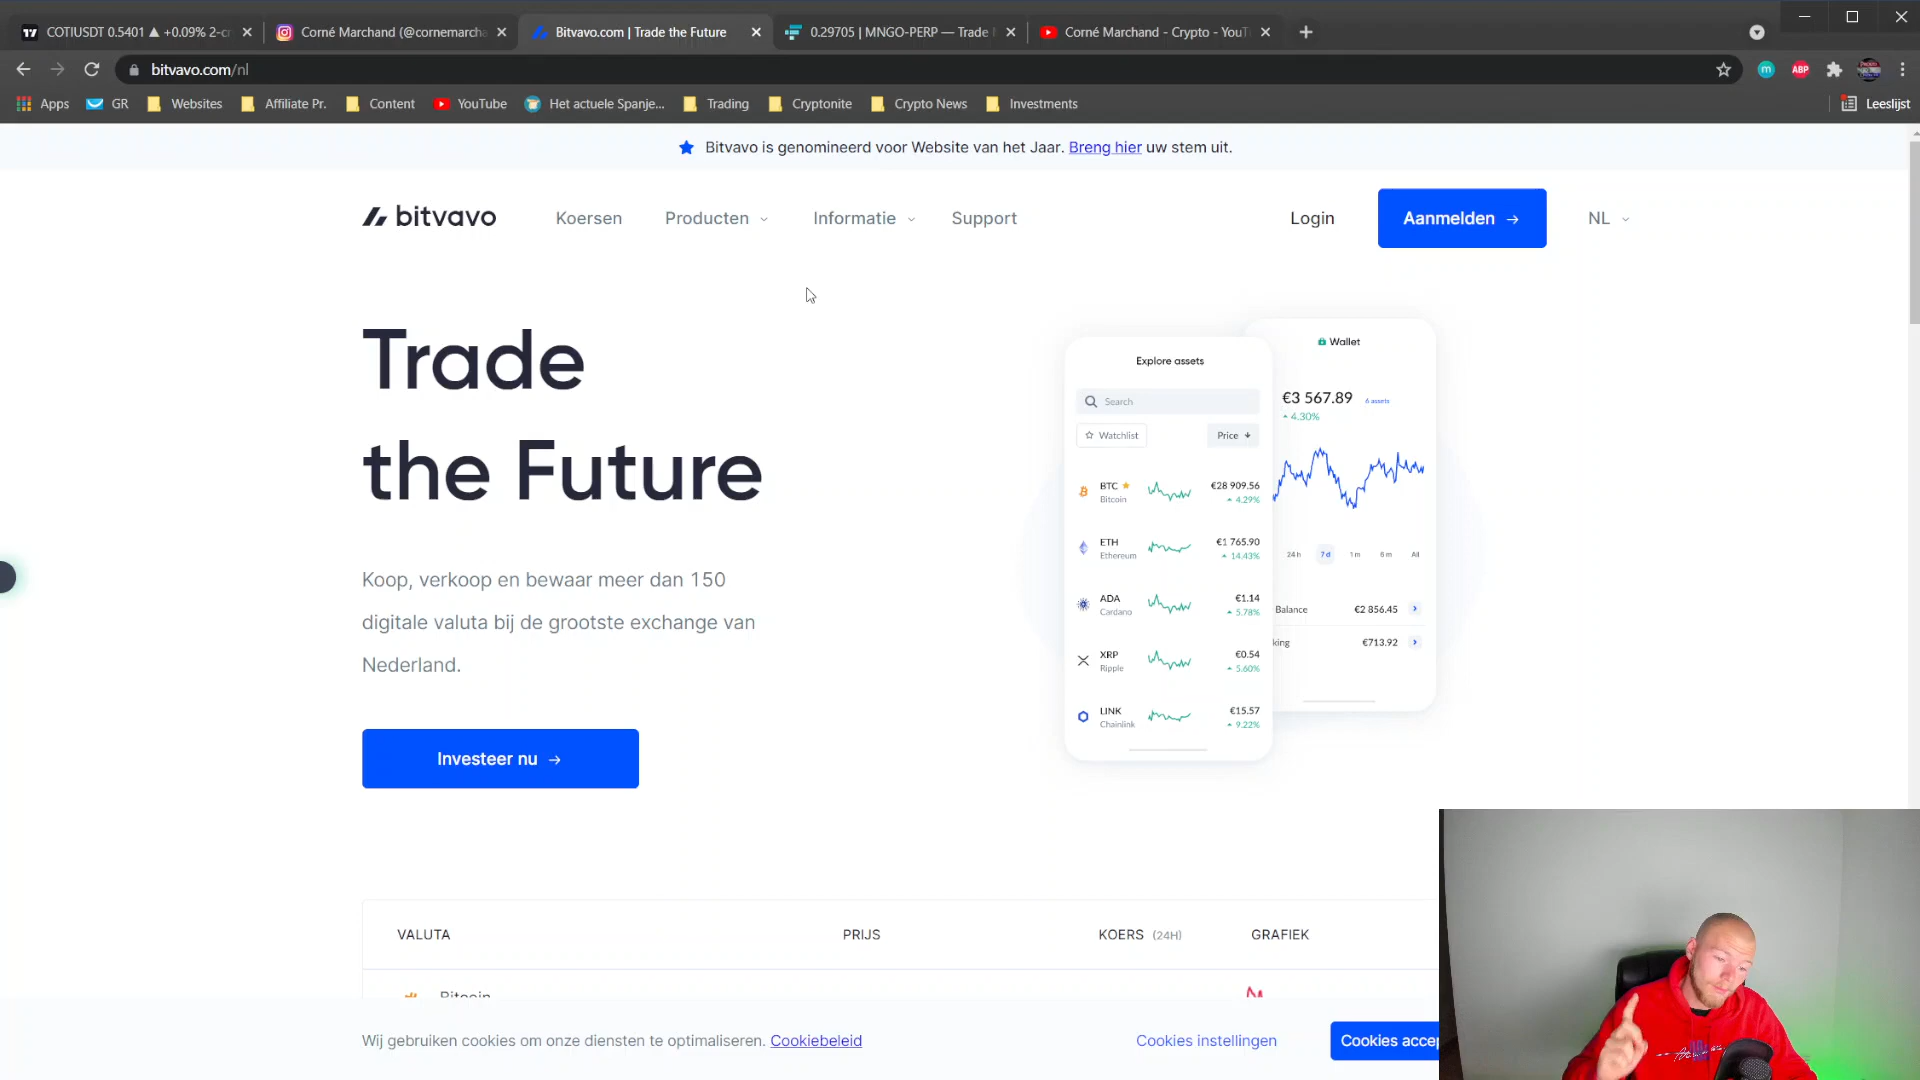 COTIUSDT 0.5401 ▲ +0.09% 2-cr
Corné Marchand (@cornemarcha
Bitvavo.com | Trade the Future
0.29705 | MNGO-PERP — Trade
Corné Marchand - Crypto - YouT
bitvavo.com/nl
Apps
GR
Websites
Affiliate Pr.
Content
YouTube
Het actuele Spanje...
Trading
Cryptonite
Crypto News
Investments
Leeslijst
ABP
Bitvavo is genomineerd voor Website van het Jaar. Breng hier uw stem uit.
bitvavo
Koersen
Producten
Informatie
Support
Login
Aanmelden →
NL
Trade
the Future
Koop, verkoop en bewaar meer dan 150
digitale valuta bij de grootste exchange van
Nederland.
Investeer nu →
Explore assets
Search
Watchlist
Price
BTC
Bitcoin
€28 909.56
4.29%
ETH
Ethereum
€1 765.90
14.43%
ADA
Cardano
€1.14
5.78%
XRP
Ripple
€0.54
5.60%
LINK
Chainlink
€15.57
9.22%
Wallet
€3 567.89
6 assets
4.30%
24h
7d
1m
6m
All
Balance
€2 856.45
king
€713.92
VALUTA
PRIJS
KOERS (24H)
GRAFIEK
Bitcoin
Wij gebruiken cookies om onze diensten te optimaliseren. Cookiebeleid
Cookies instellingen
Cookies accep